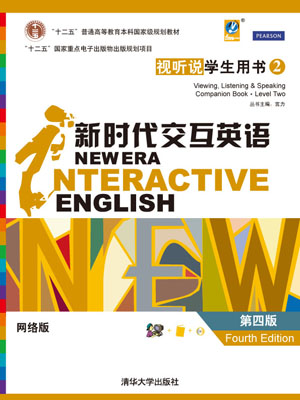 "十二五"普通高等教育本科国家级规划教材
"十二五"国家重点电子出版物出版规划项目
PEARSON
视听说学生用书2
Viewing, Listening & Speaking
Companion Book · Level Two
丛书主编:宫力
新时代交互英语
NEW ERA
INTERACTIVE
ENGLISH
NEW
网络版
第四版
Fourth Edition
清华大学出版社